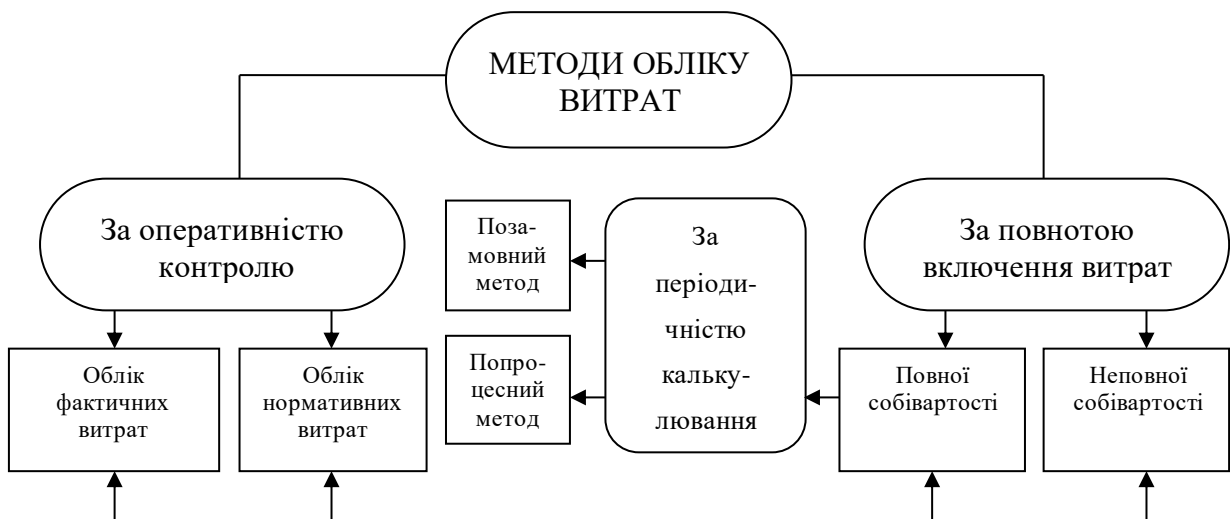 МЕТОДИ ОБЛІКУ
ВИТРАТ
За оперативністю
контролю
Поза-
мовний
метод
За
періоди-
чністю
кальку-
лювання
За повнотою
включення витрат
Облік
фактичних
витрат
Облік
нормативних
витрат
Попро-
цесний
метод
Повної
собівартості
Неповної
собівартості